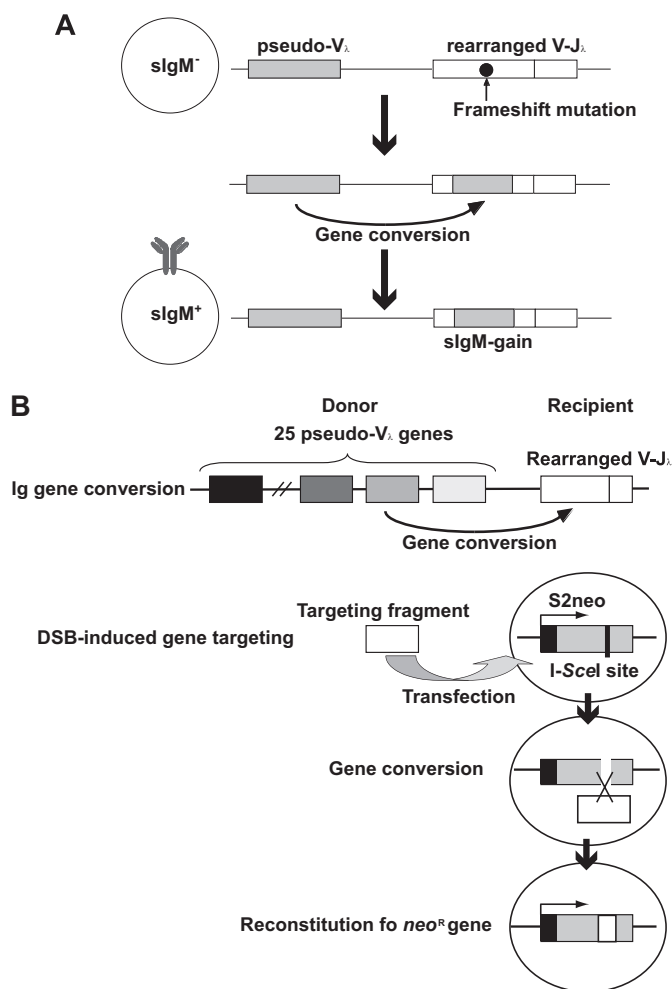 A
sIgM-
pseudo-Vλ
rearranged V-Jλ
Frameshift mutation
Gene conversion
sIgM+
sIgM-gain
B
Donor
Recipient
25 pseudo-Vλ genes
Rearranged V-Jλ
Ig gene conversion
Gene conversion
DSB-induced gene targeting
Targeting fragment
S2neo
I-SceI site
Transfection
Gene conversion
Reconstitution fo neoR gene